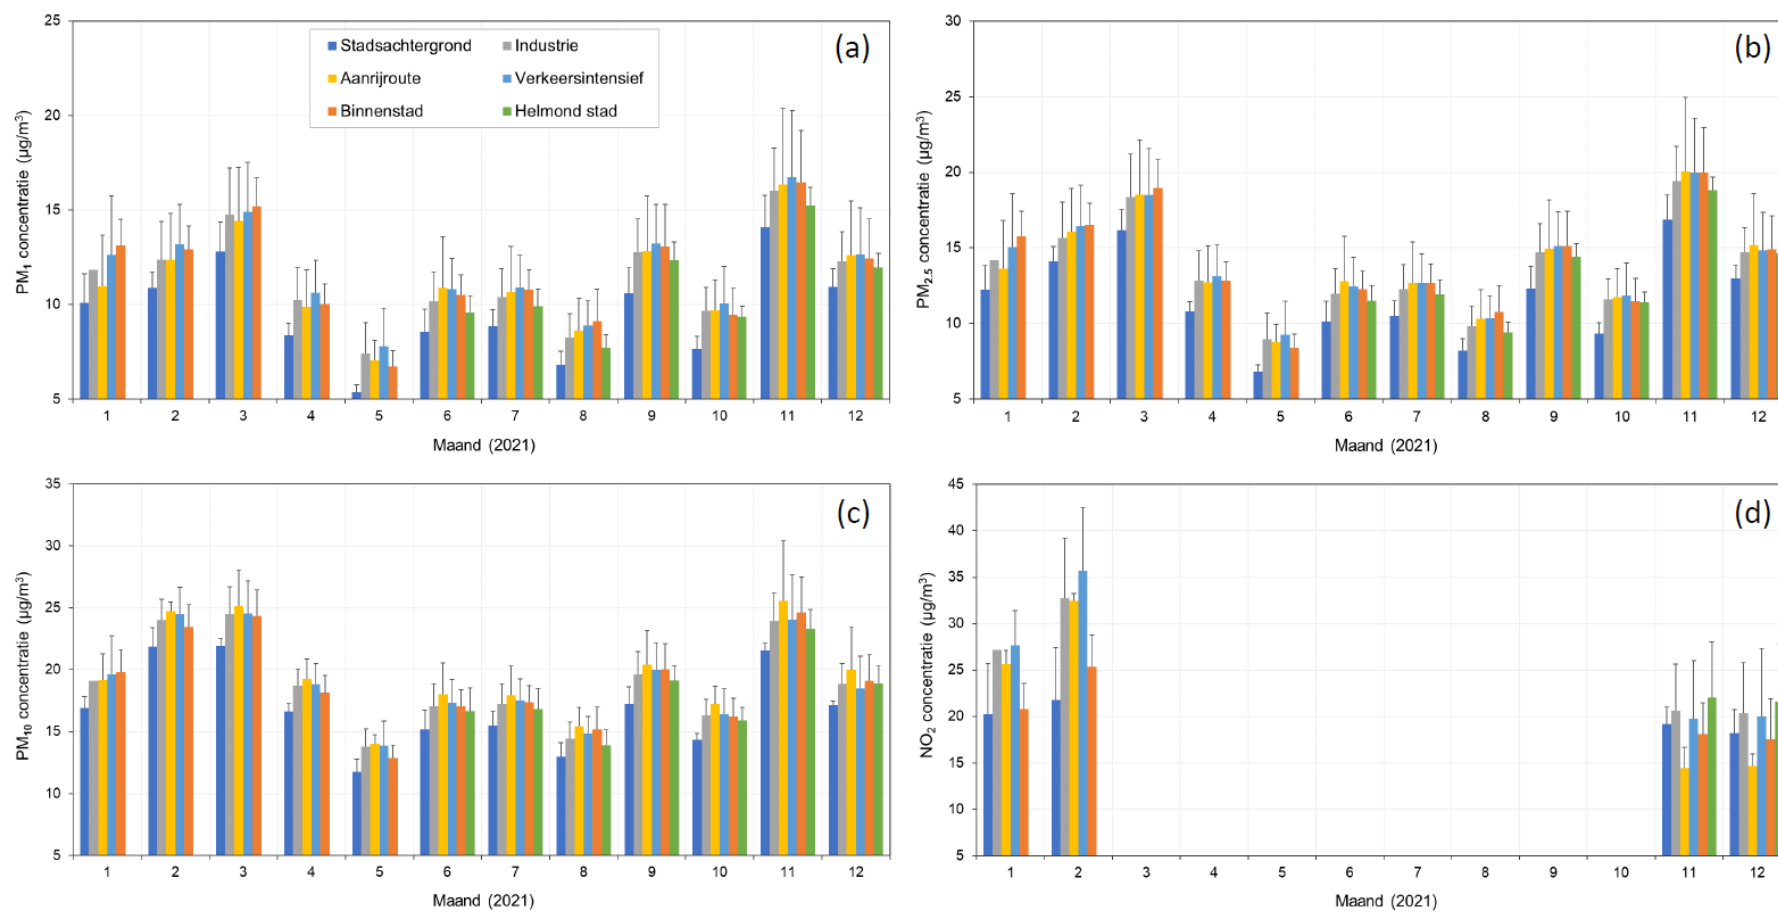 25
20
15
10
5
PM₁ concentratie (µg/m³)
Stadsachtergrond
Industrie
Aanrijroute
Verkeersintensief
Binnenstad
Helmond stad
(a)
1 2 3 4 5 6 7 8 9 10 11 12
Maand (2021)
30
25
20
15
10
5
PM₂.₅ concentratie (µg/m³)
(b)
1 2 3 4 5 6 7 8 9 10 11 12
Maand (2021)
35
30
25
20
15
10
5
PM₁₀ concentratie (µg/m³)
(c)
1 2 3 4 5 6 7 8 9 10 11 12
Maand (2021)
45
40
35
30
25
20
15
10
5
NO₂ concentratie (µg/m³)
(d)
1 2 3 4 5 6 7 8 9 10 11 12
Maand (2021)